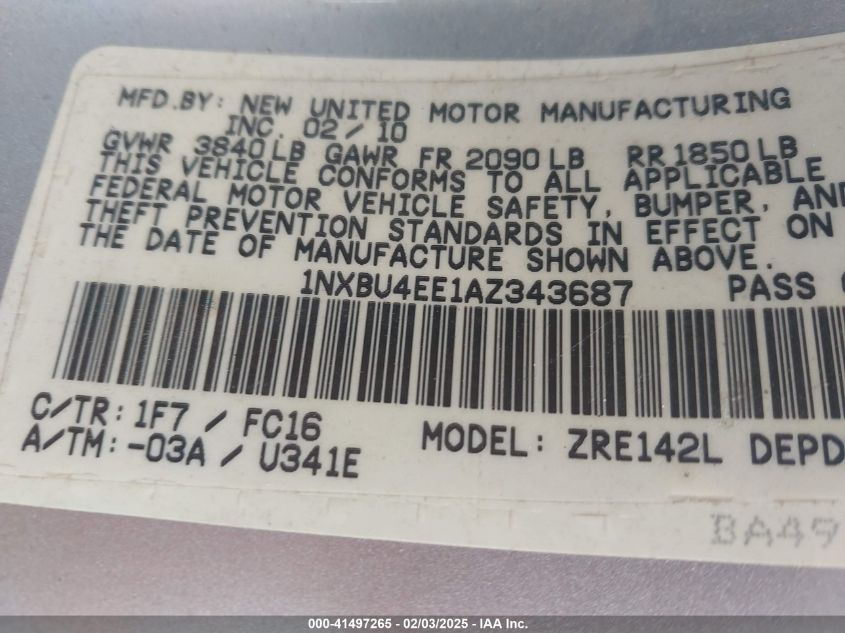 MFD.BY: NEW UNITED MOTOR MANUFACTURING
INC. 02/10
GVWR 3840LB GAWR FR 2090LB RR 1850LB
THIS VEHICLE CONFORMS TO ALL APPLICABLE
FEDERAL MOTOR VEHICLE SAFETY, BUMPER, AND
THEFT PREVENTION STANDARDS IN EFFECT ON
THE DATE OF MANUFACTURE SHOWN ABOVE.
1NXBU4EE1AZ343687 PASS
C/TR: 1F7 / FC16
A/TM: -03A / U341E
MODEL: ZRE142L DEPD
BA49
000-41497265 - 02/03/2025 - IAA Inc.